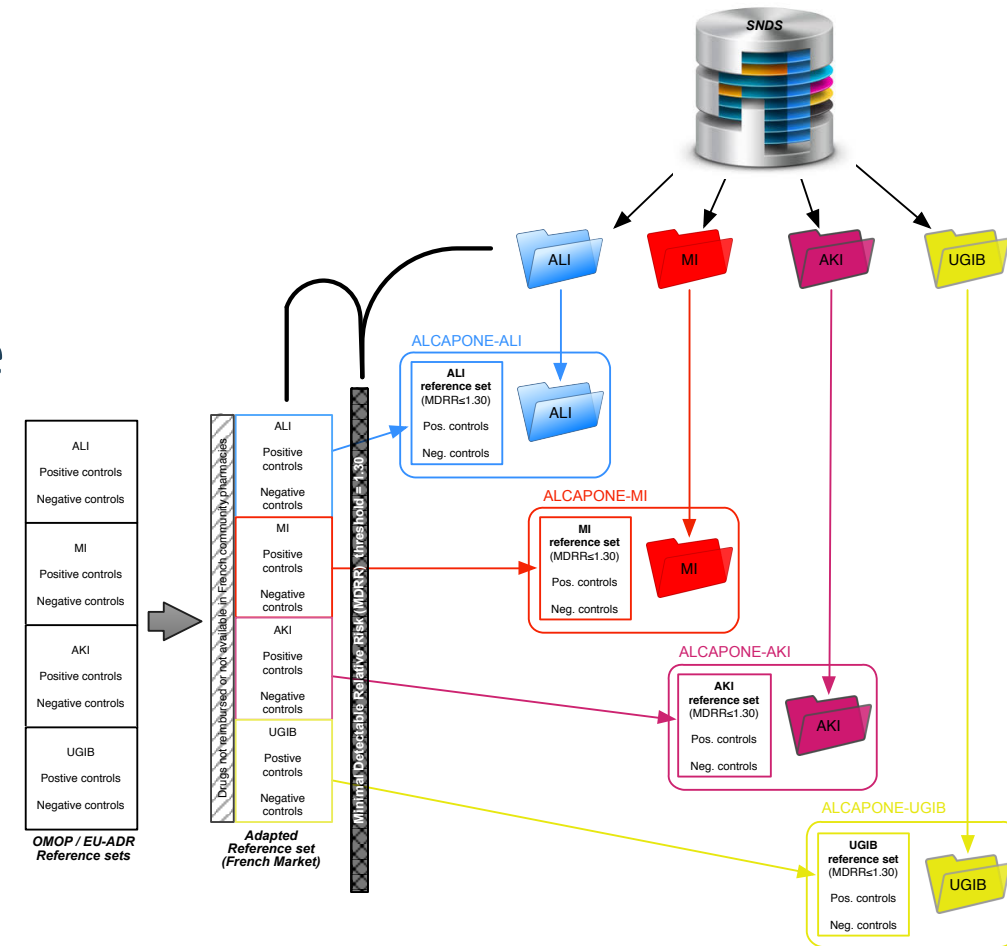 SNDS
ALI
MI
AKI
UGIB
ALCAPONE-ALI
ALI
reference set
(MDRR≤1.30)
Pos. controls
Neg. controls
ALI
ALCAPONE-MI
MI
reference set
(MDRR≤1.30)
Pos. controls
Neg. controls
MI
ALCAPONE-AKI
AKI
reference set
(MDRR≤1.30)
Pos. controls
Neg. controls
AKI
ALCAPONE-UGIB
UGIB
reference set
(MDRR≤1.30)
Pos. controls
Neg. controls
UGIB
ALI
Positive controls
Negative controls
MI
Positive controls
Negative controls
AKI
Positive controls
Negative controls
UGIB
Postive controls
Negative controls
OMOP / EU-ADR
Reference sets
Drugs not reimbursed or not available in French community pharmacies
ALI
Positive
controls
Negative
controls
MI
Positive
controls
Negative
controls
AKI
Positive
controls
Negative
controls
UGIB
Postive
controls
Negative
controls
Adapted
Reference set
(French Market)
Minimal Detectable Relative Risk (MDRR) (threshold = 1.30)
e